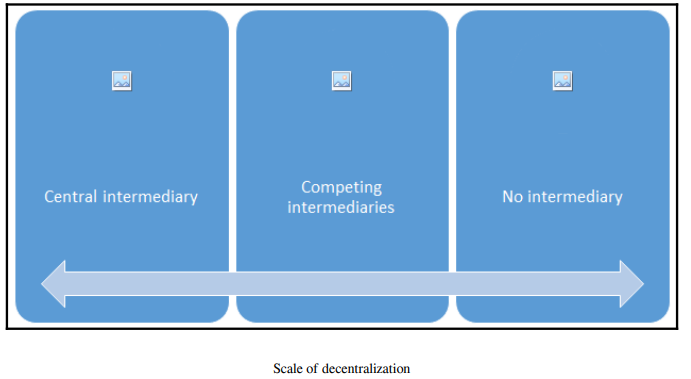 Central intermediary
Competing
intermediaries
No intermediary
Scale of decentralization